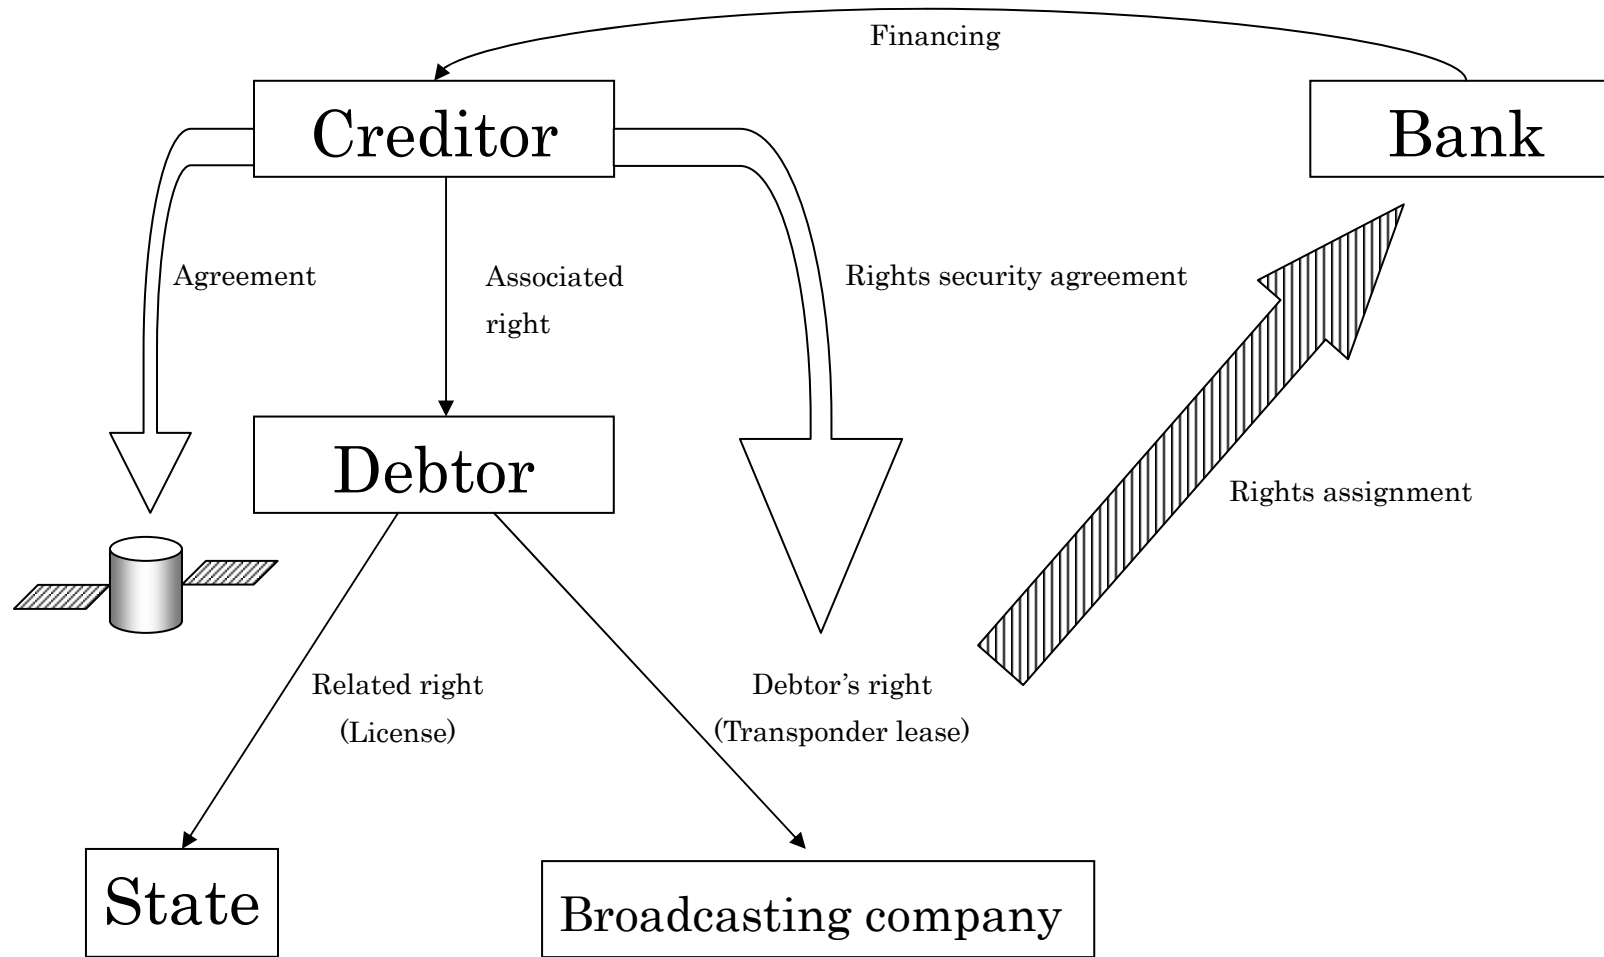 Financing
Creditor
Bank
Agreement
Associated
right
Rights security agreement
Debtor
Rights assignment
Related right
(License)
Debtor’s right
(Transponder lease)
State
Broadcasting company